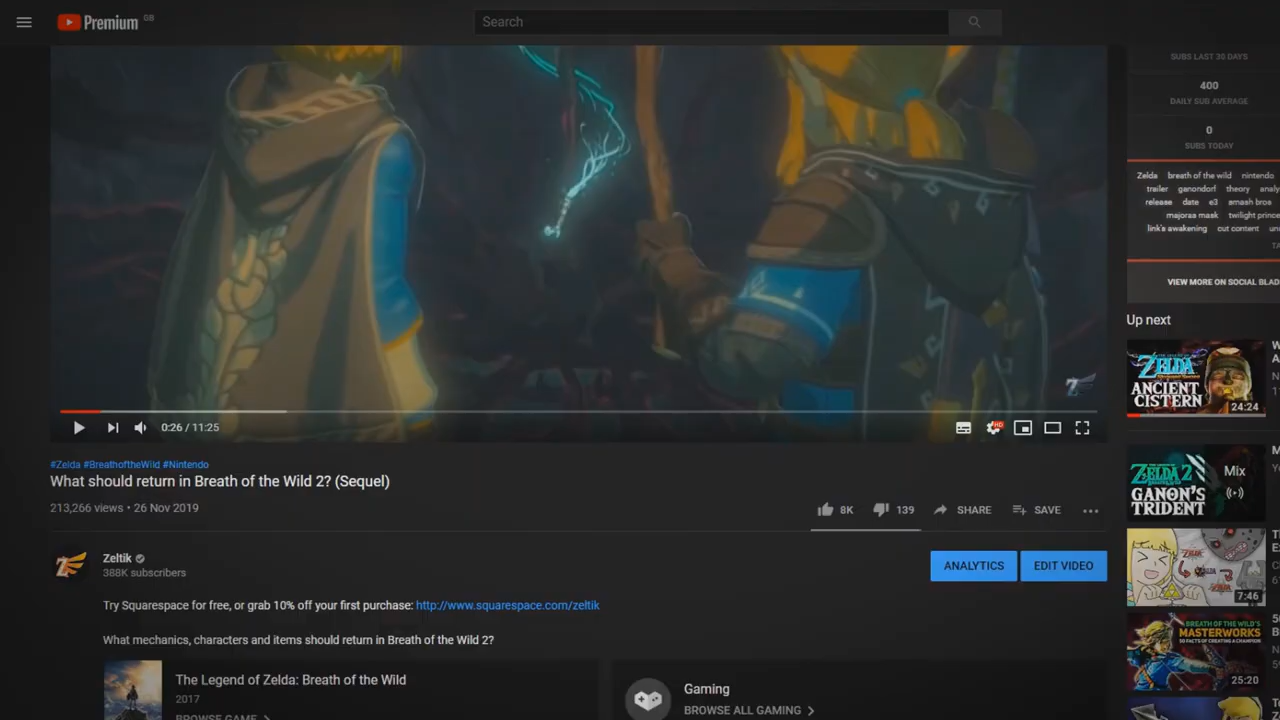 Premium GB
Search
SUBS LAST 30 DAYS
400
DAILY SUB AVERAGE
0
SUBS TODAY
Zelda breath of the wild nintendo
trailer ganondorf theory
release date e3 smash bros
majoras mask twilight
link's awakening cut content
VIEW MORE ON SOCIAL
Up next
THE LEGEND OF
ZELDA
ANCIENT
CISTERN
24:24
ZELDA 2
GANON'S
TRIDENT
Mix
7:46
BREATH OF THE WILD'S
MASTERWORKS
25:20
0:26 / 11:25
HD
#Zelda #BreathoftheWild #Nintendo
What should return in Breath of the Wild 2? (Sequel)
213,266 views • 26 Nov 2019
8K 139 SHARE SAVE
Zeltik
388K subscribers
ANALYTICS EDIT VIDEO
Try Squarespace for free, or grab 10% off your first purchase: http://www.squarespace.com/zeltik
What mechanics, characters and items should return in Breath of the Wild 2?
The Legend of Zelda: Breath of the Wild
2017
BROWSE GAME
Gaming
BROWSE ALL GAMING